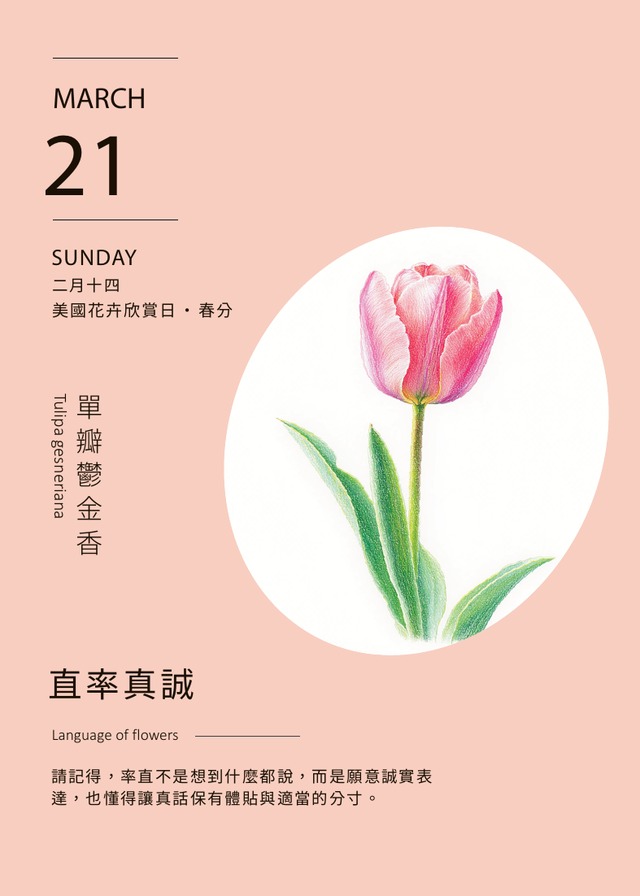 MARCH
21
SUNDAY
二月十四
美國花卉欣賞日・春分
單瓣鬱金香
Tulipa gesneriana
直率真誠
Language of flowers
請記得，率直不是想到什麼都說，而是願意誠實表
達，也懂得讓真話保有體貼與適當的分寸。